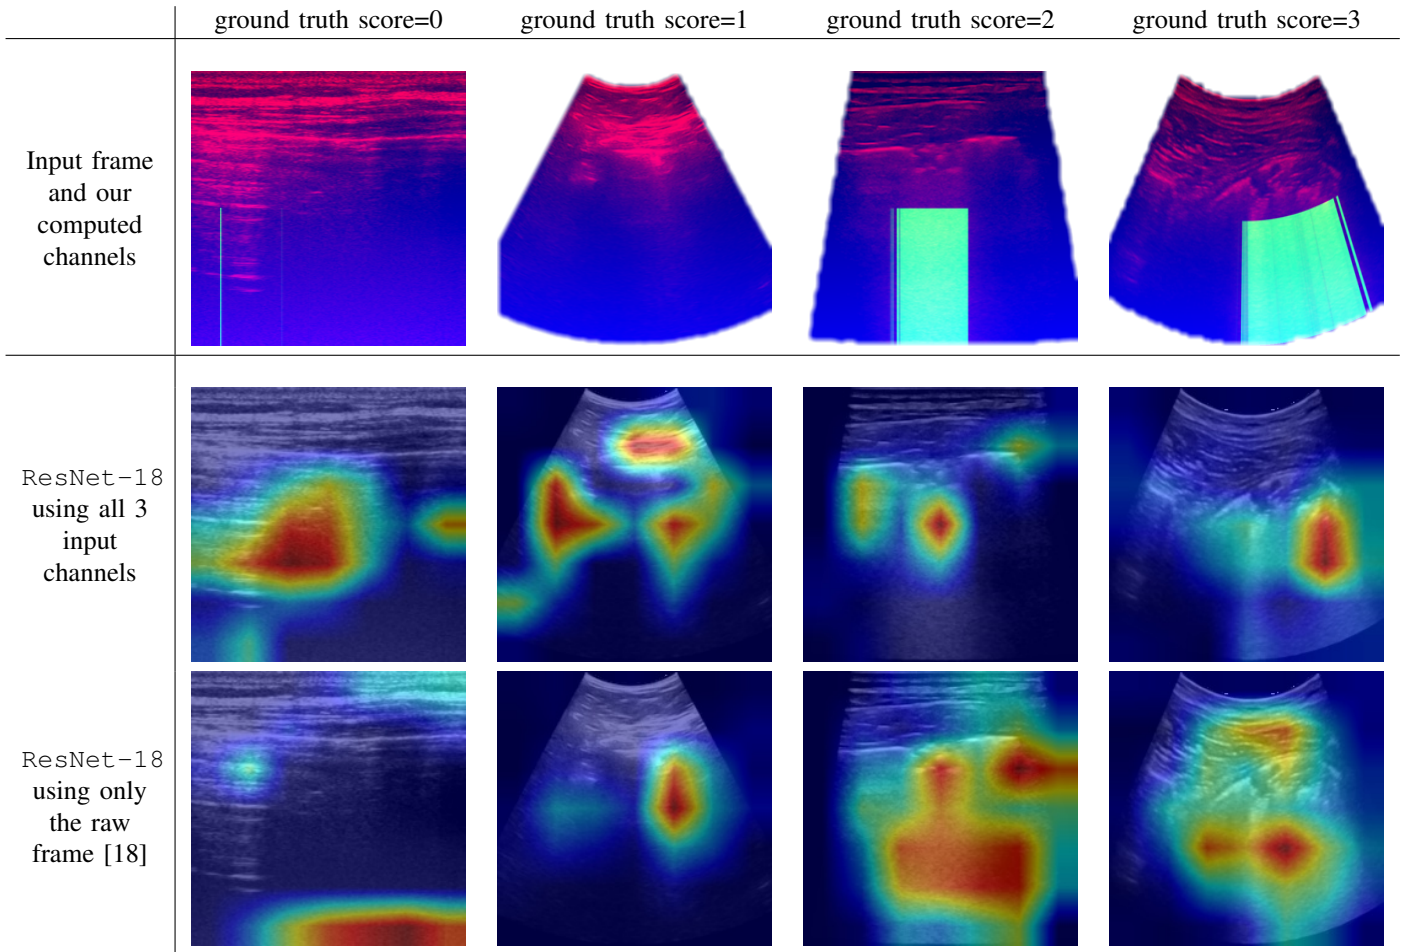 ground truth score=0
ground truth score=1
ground truth score=2
ground truth score=3
Input frame
and our
computed
channels
ResNet-18
using all 3
input
channels
ResNet-18
using only
the raw
frame [18]